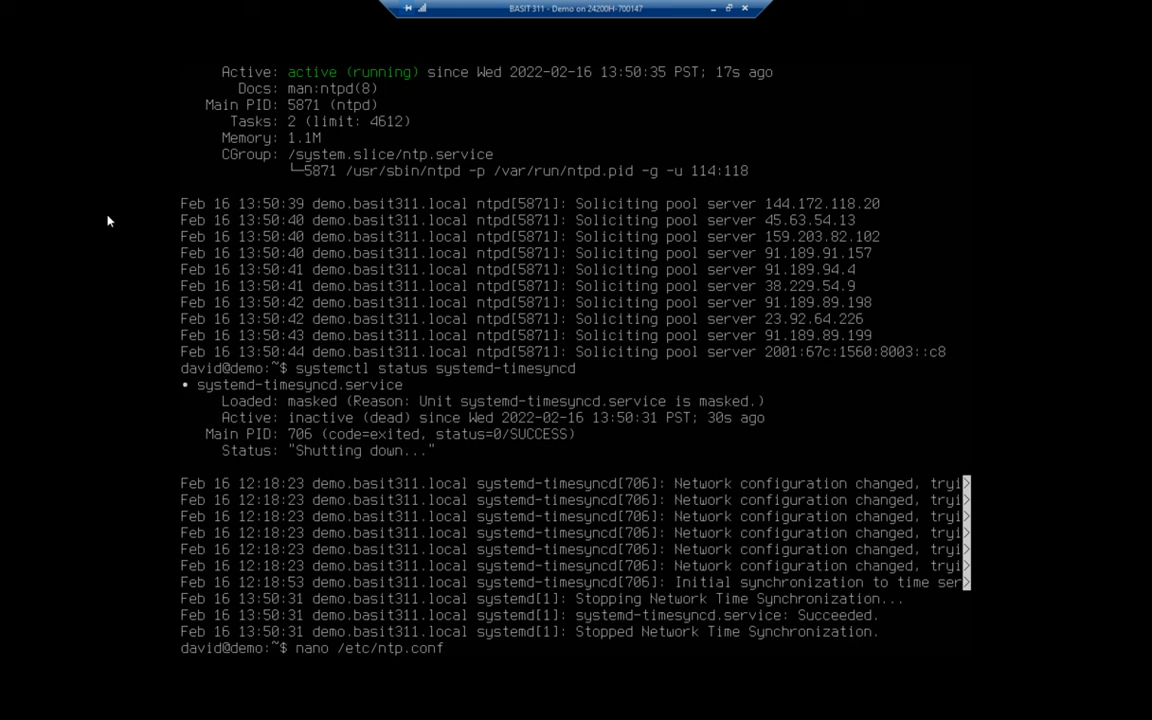 BASIT 311 - Demo on 24200H-700147
Active: active (running) since Wed 2022-02-16 13:50:35 PST; 17s ago
Docs: man:ntpd(8)
Main PID: 5871 (ntpd)
Tasks: 2 (limit: 4612)
Memory: 1.1M
CGroup: /system.slice/ntp.service
└─5871 /usr/sbin/ntpd -p /var/run/ntpd.pid -g -u 114:118
Feb 16 13:50:39 demo.basit311.local ntpd[5871]: Soliciting pool server 144.172.118.20
Feb 16 13:50:40 demo.basit311.local ntpd[5871]: Soliciting pool server 45.63.54.13
Feb 16 13:50:40 demo.basit311.local ntpd[5871]: Soliciting pool server 159.203.82.102
Feb 16 13:50:40 demo.basit311.local ntpd[5871]: Soliciting pool server 91.189.91.157
Feb 16 13:50:41 demo.basit311.local ntpd[5871]: Soliciting pool server 91.189.94.4
Feb 16 13:50:41 demo.basit311.local ntpd[5871]: Soliciting pool server 38.229.54.9
Feb 16 13:50:42 demo.basit311.local ntpd[5871]: Soliciting pool server 91.189.89.198
Feb 16 13:50:42 demo.basit311.local ntpd[5871]: Soliciting pool server 23.92.64.226
Feb 16 13:50:43 demo.basit311.local ntpd[5871]: Soliciting pool server 91.189.89.199
Feb 16 13:50:44 demo.basit311.local ntpd[5871]: Soliciting pool server 2001:67c:1560:8003::c8
david@demo:~$ systemctl status systemd-timesyncd
• systemd-timesyncd.service
Loaded: masked (Reason: Unit systemd-timesyncd.service is masked.)
Active: inactive (dead) since Wed 2022-02-16 13:50:31 PST; 30s ago
Main PID: 706 (code=exited, status=0/SUCCESS)
Status: "Shutting down..."
Feb 16 12:18:23 demo.basit311.local systemd-timesyncd[706]: Network configuration changed, tryi>
Feb 16 12:18:23 demo.basit311.local systemd-timesyncd[706]: Network configuration changed, tryi>
Feb 16 12:18:23 demo.basit311.local systemd-timesyncd[706]: Network configuration changed, tryi>
Feb 16 12:18:23 demo.basit311.local systemd-timesyncd[706]: Network configuration changed, tryi>
Feb 16 12:18:23 demo.basit311.local systemd-timesyncd[706]: Network configuration changed, tryi>
Feb 16 12:18:23 demo.basit311.local systemd-timesyncd[706]: Network configuration changed, tryi>
Feb 16 12:18:53 demo.basit311.local systemd-timesyncd[706]: Initial synchronization to time ser>
Feb 16 13:50:31 demo.basit311.local systemd[1]: Stopping Network Time Synchronization...
Feb 16 13:50:31 demo.basit311.local systemd[1]: systemd-timesyncd.service: Succeeded.
Feb 16 13:50:31 demo.basit311.local systemd[1]: Stopped Network Time Synchronization.
david@demo:~$ nano /etc/ntp.conf